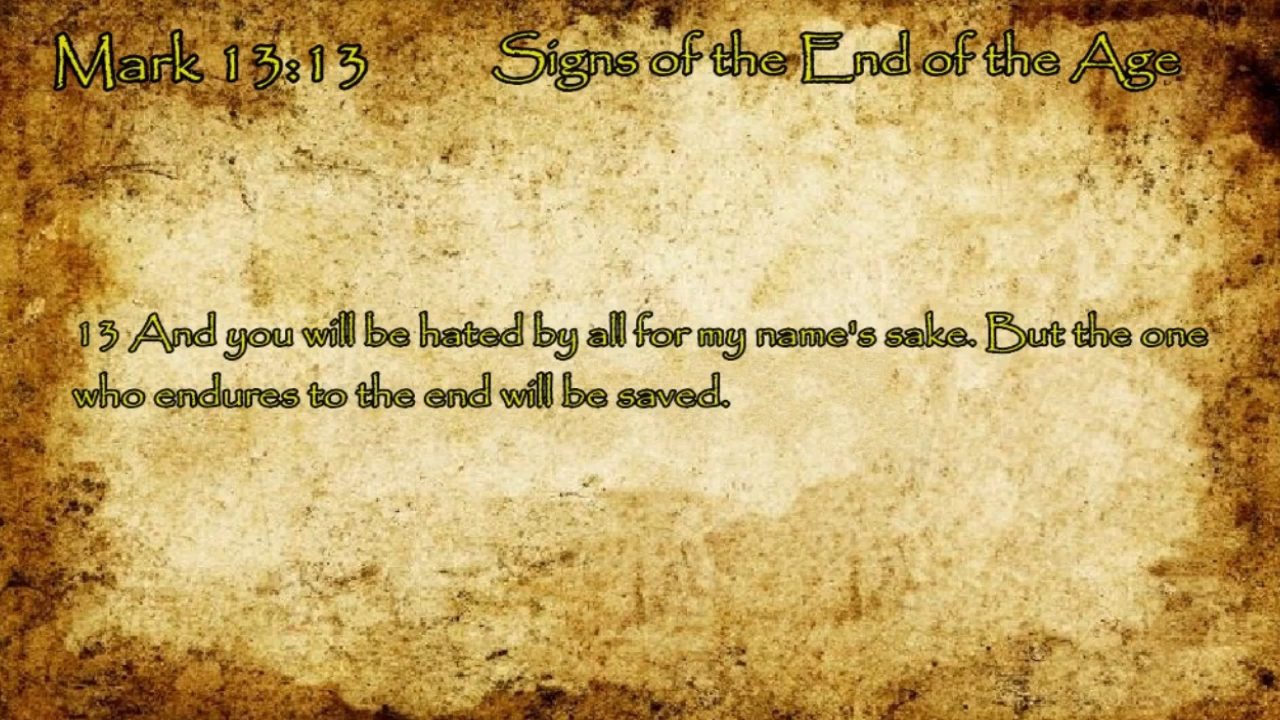 Mark 13:13 Signs of the End of the Age
13 And you will be hated by all for my name's sake. But the one
who endures to the end will be saved.